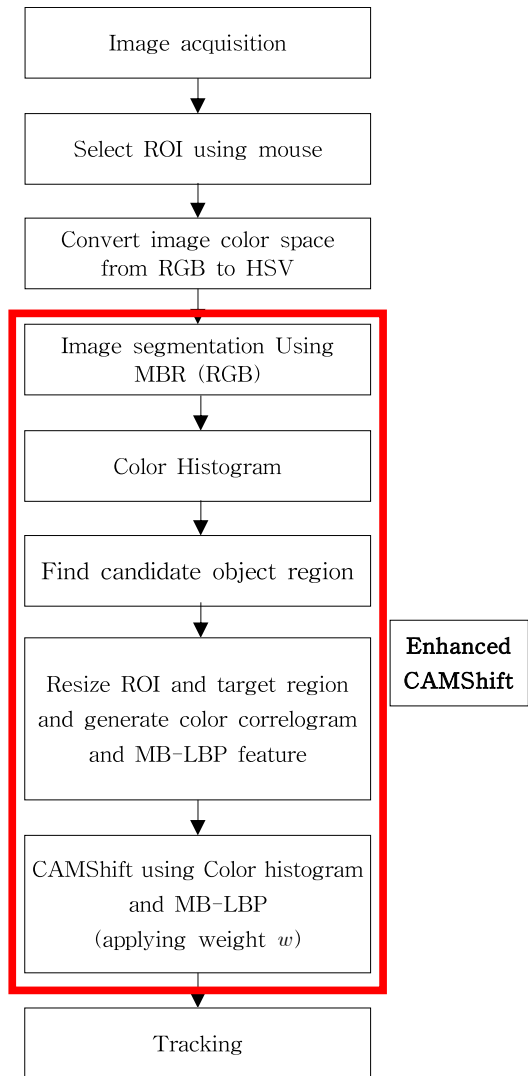 Image acquisition
Select ROI using mouse
Convert image color space
from RGB to HSV
Image segmentation Using
MBR (RGB)
Color Histogram
Find candidate object region
Resize ROI and target region
and generate color correlogram
and MB-LBP feature
Enhanced
CAMShift
CAMShift using Color histogram
and MB-LBP
(applying weight w)
Tracking